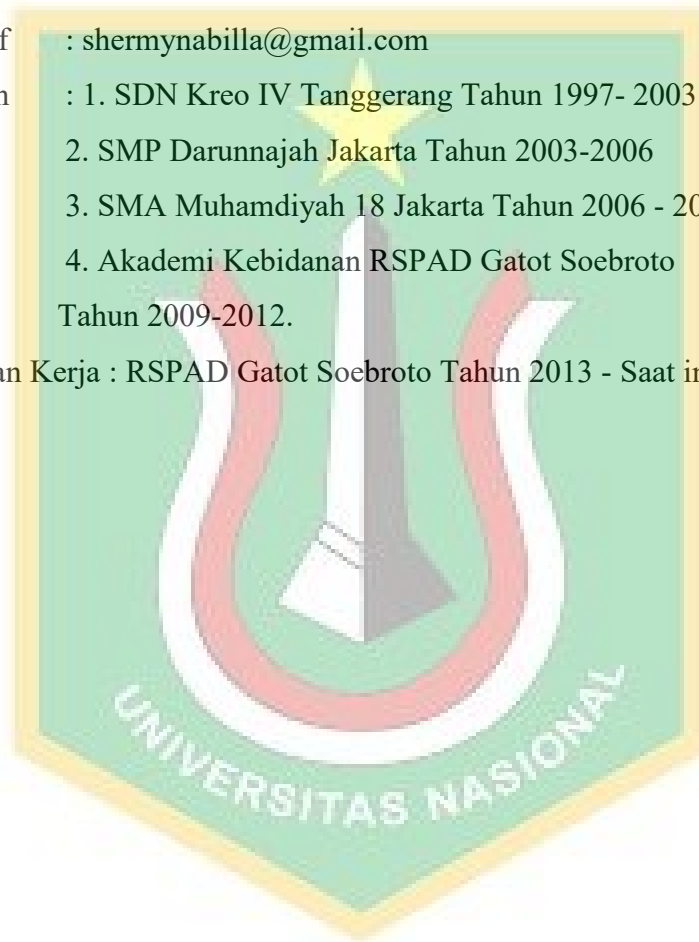 f : shermynabilla@gmail.com
n : 1. SDN Kreo IV Tanggerang Tahun 1997- 2003
2. SMP Darunnajah Jakarta Tahun 2003-2006
3. SMA Muhamdiyah 18 Jakarta Tahun 2006 - 20
4. Akademi Kebidanan RSPAD Gatot Soebroto
Tahun 2009-2012.
an Kerja : RSPAD Gatot Soebroto Tahun 2013 - Saat in
UNIVERSITAS NASIONAL